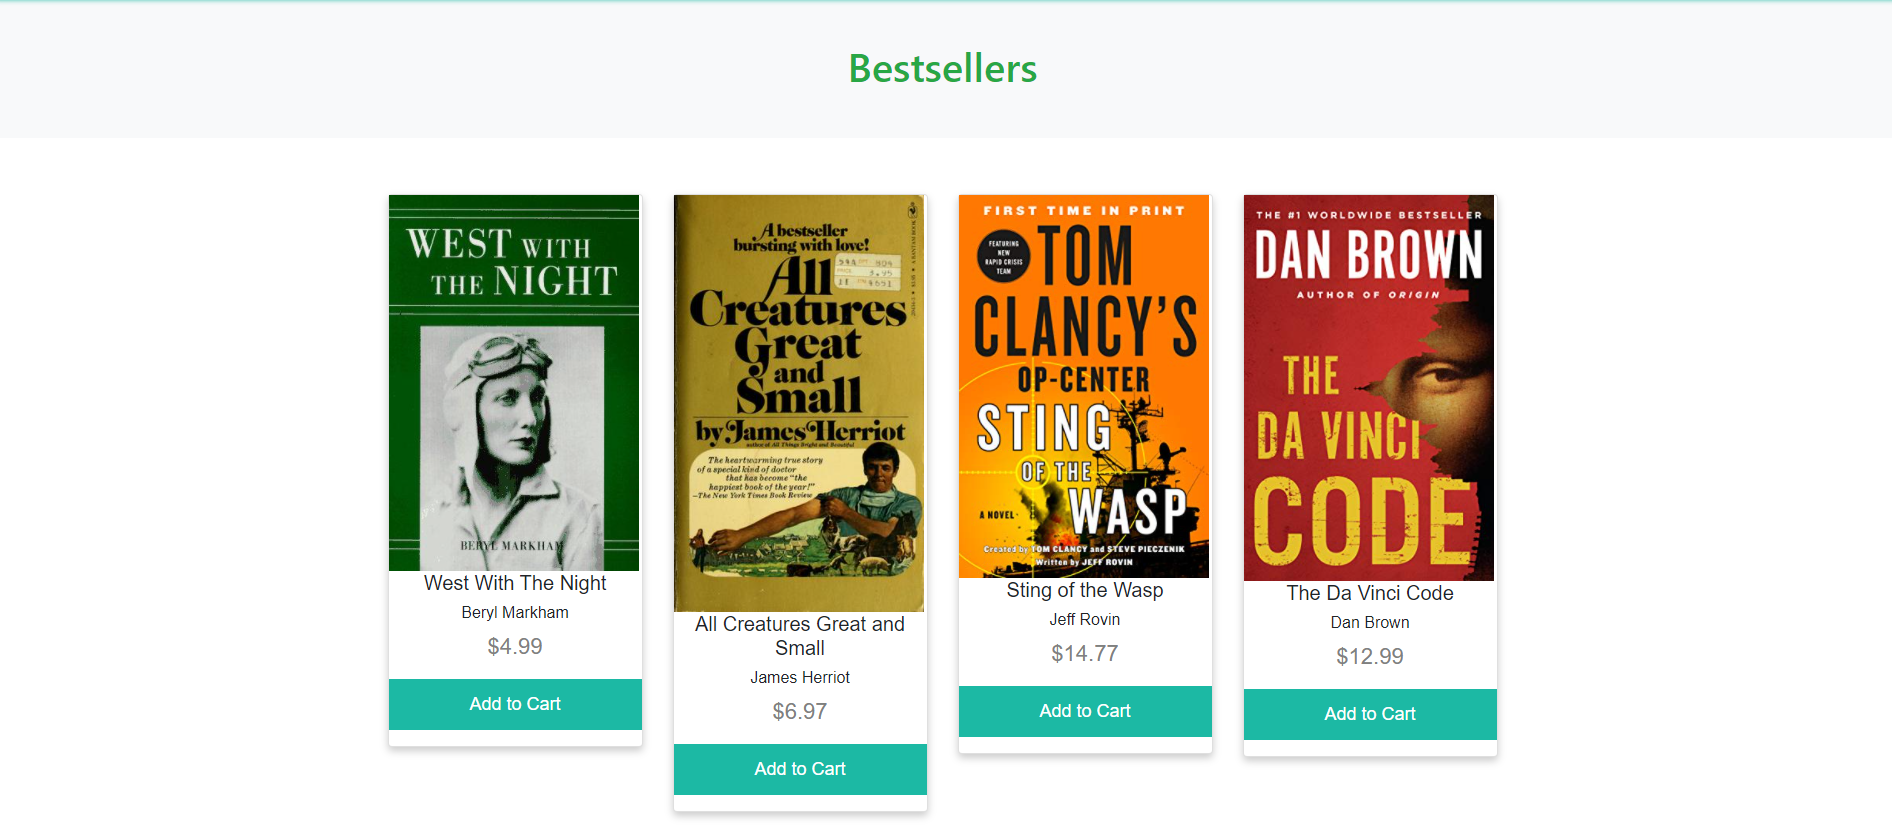 Bestsellers
WEST WITH
THE NIGHT
BERYL MARKHAM
West With The Night
Beryl Markham
$4.99
Add to Cart
A bestseller
bursting with love!
All
Creatures
Great
and
Small
by James Herriot
author of All Things Bright and Beautiful
The heartwarming true story
of a special kind of doctor
that has become "the
happiest book of the year!"
—The New York Times Book Review
All Creatures Great and
Small
James Herriot
$6.97
Add to Cart
FIRST TIME IN PRINT
FEATURING
NEW
RAPID CRISIS
TEAM
TOM
CLANCY'S
OP-CENTER
STING
OF THE
WASP
A NOVEL
Created by TOM CLANCY and STEVE PIECZENIK
Written by JEFF ROVIN
Sting of the Wasp
Jeff Rovin
$14.77
Add to Cart
THE #1 WORLDWIDE BESTSELLER
DAN BROWN
AUTHOR OF ORIGIN
THE
DA VINCI
CODE
The Da Vinci Code
Dan Brown
$12.99
Add to Cart